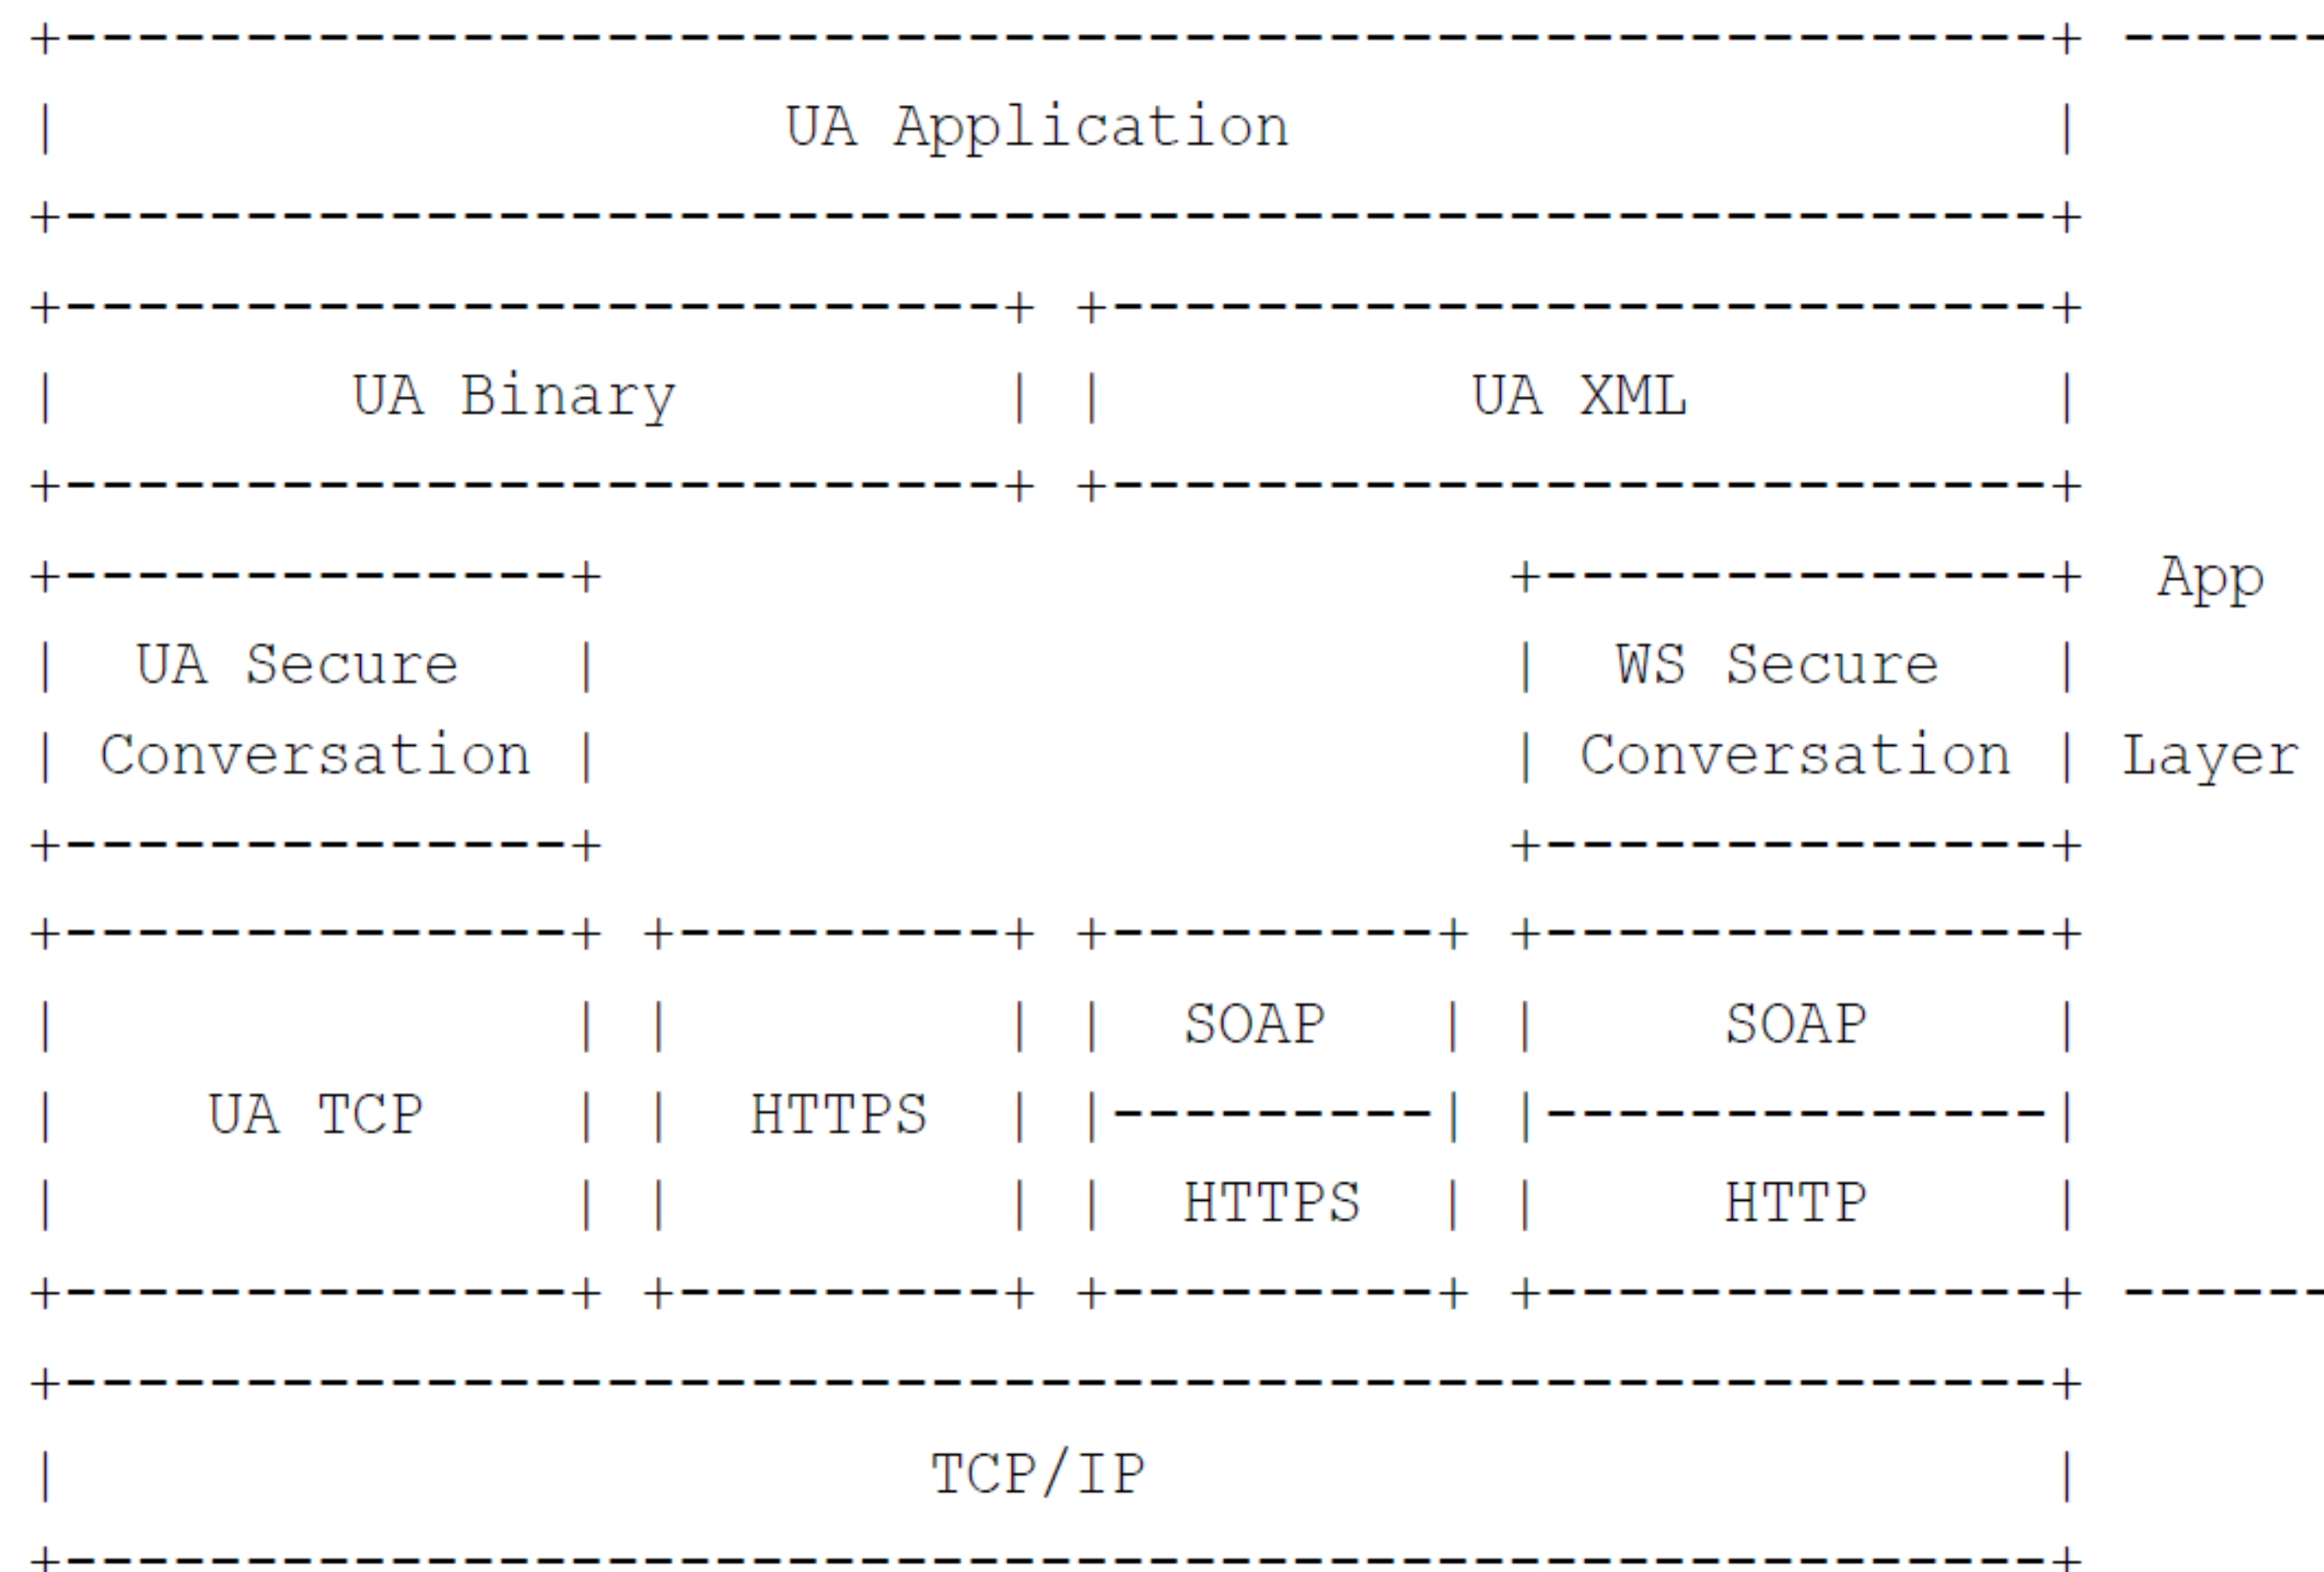 UA Application
UA Binary UA XML
App
UA Secure WS Secure
Conversation Conversation Layer
SOAP SOAP
UA TCP HTTPS
HTTPS HTTP
TCP/IP